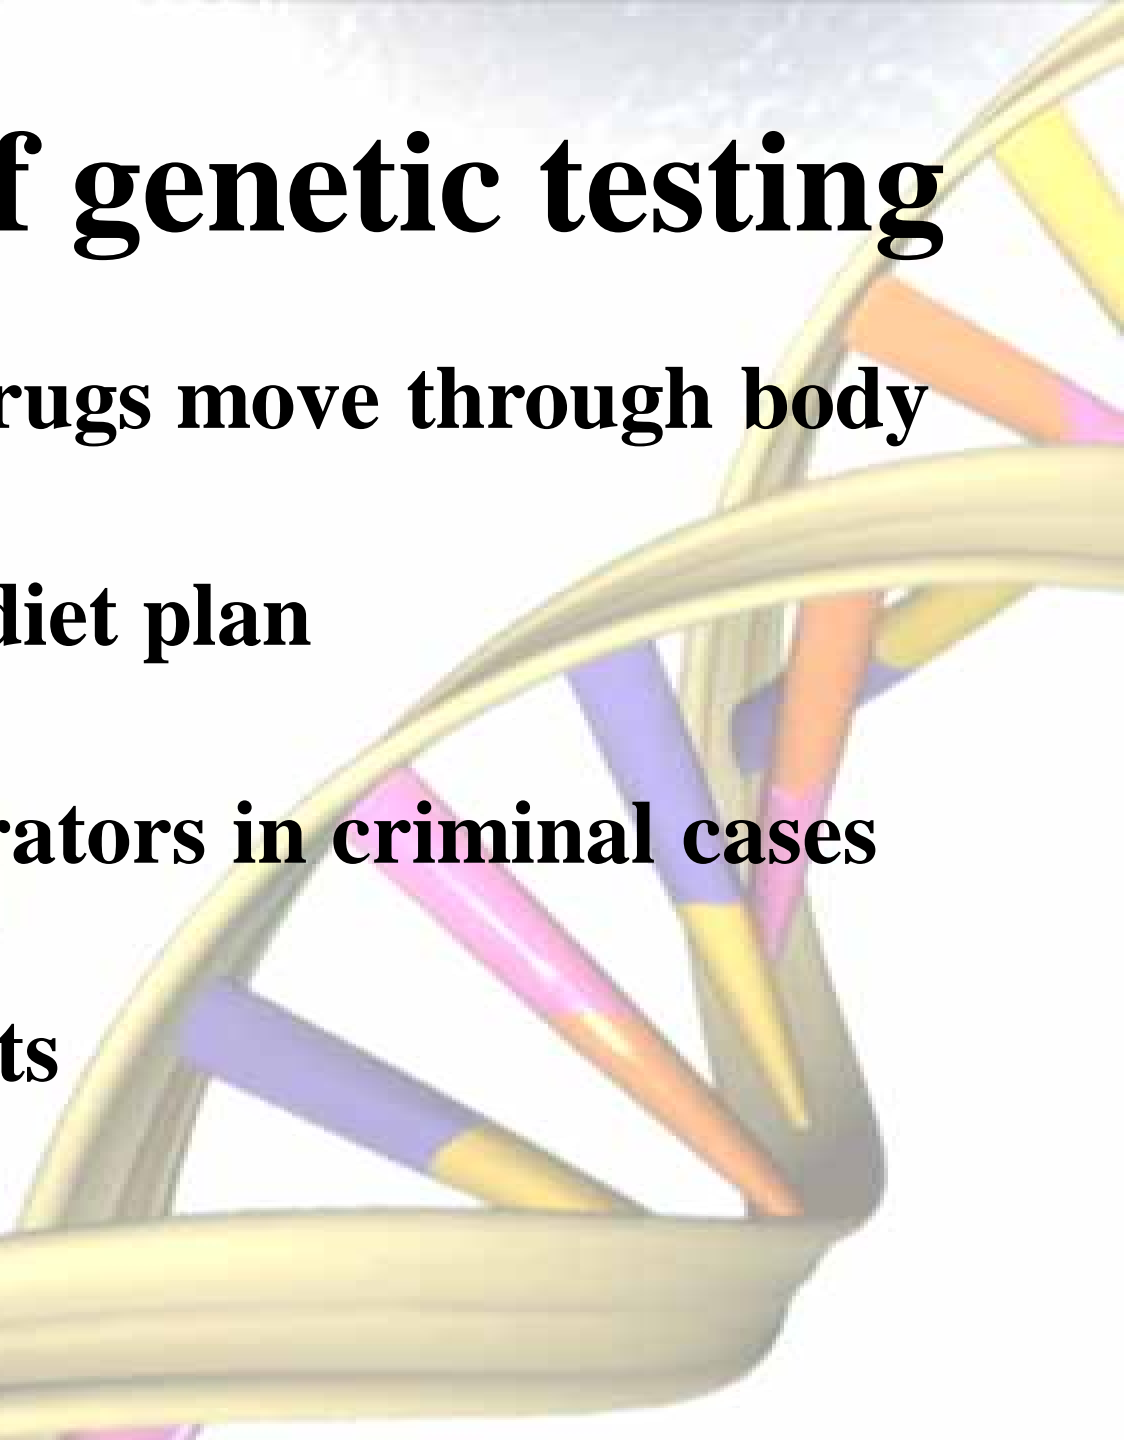 f genetic testing
rugs move through body
diet plan
rators in criminal cases
ts